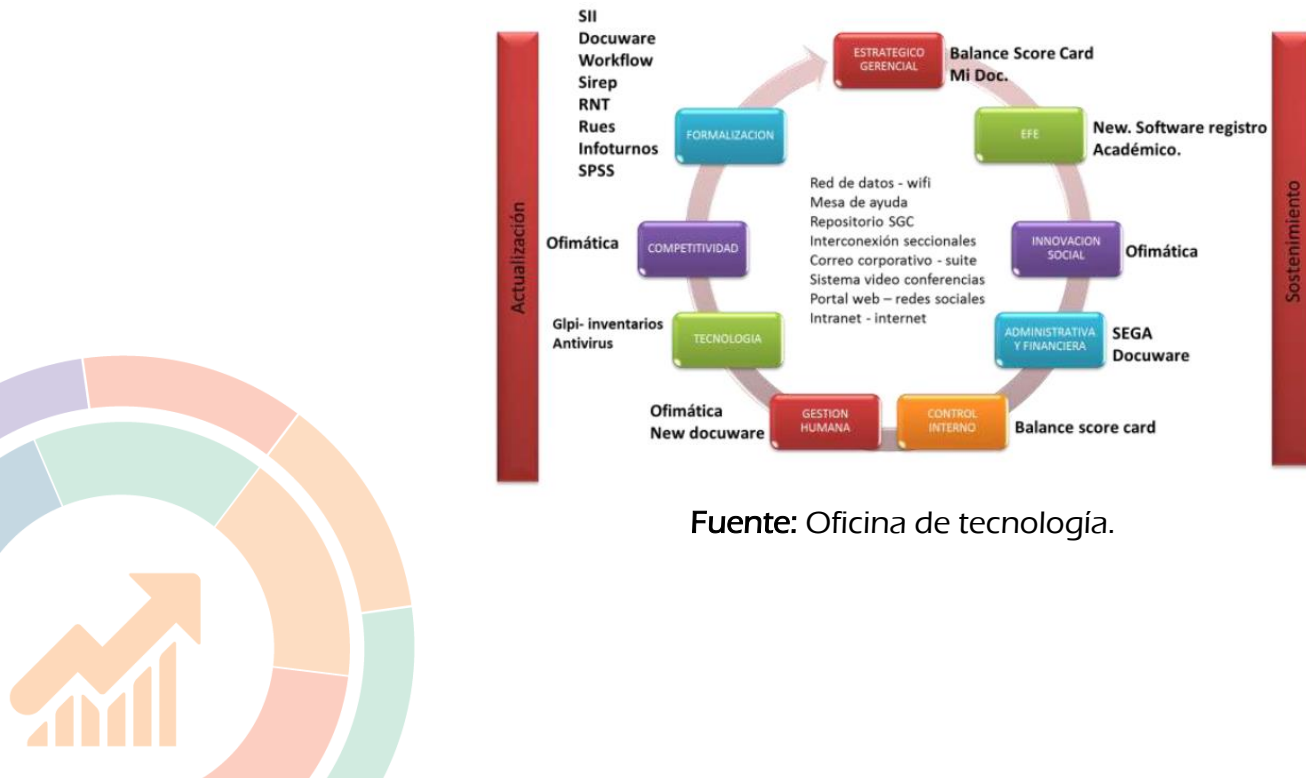 SII
Docuware
Workflow
Sirep
RNT
Rues
Infoturnos
SPSS
FORMALIZACION
ESTRATEGICO
GERENCIAL
Balance Score Card
Mi Doc.
EFE
New. Software registro
Académico.
Actualización
Sostenimiento
Red de datos - wifi
Mesa de ayuda
Repositorio SGC
Interconexión seccionales
Correo corporativo - suite
Sistema video conferencias
Portal web – redes sociales
Intranet - internet
Ofimática
COMPETITIVIDAD
INNOVACION
SOCIAL
Ofimática
Glpi- inventarios
Antivirus
TECNOLOGIA
ADMINISTRATIVA
Y FINANCIERA
SEGA
Docuware
Ofimática
New docuware
GESTION
HUMANA
CONTROL
INTERNO
Balance score card
Fuente: Oficina de tecnología.